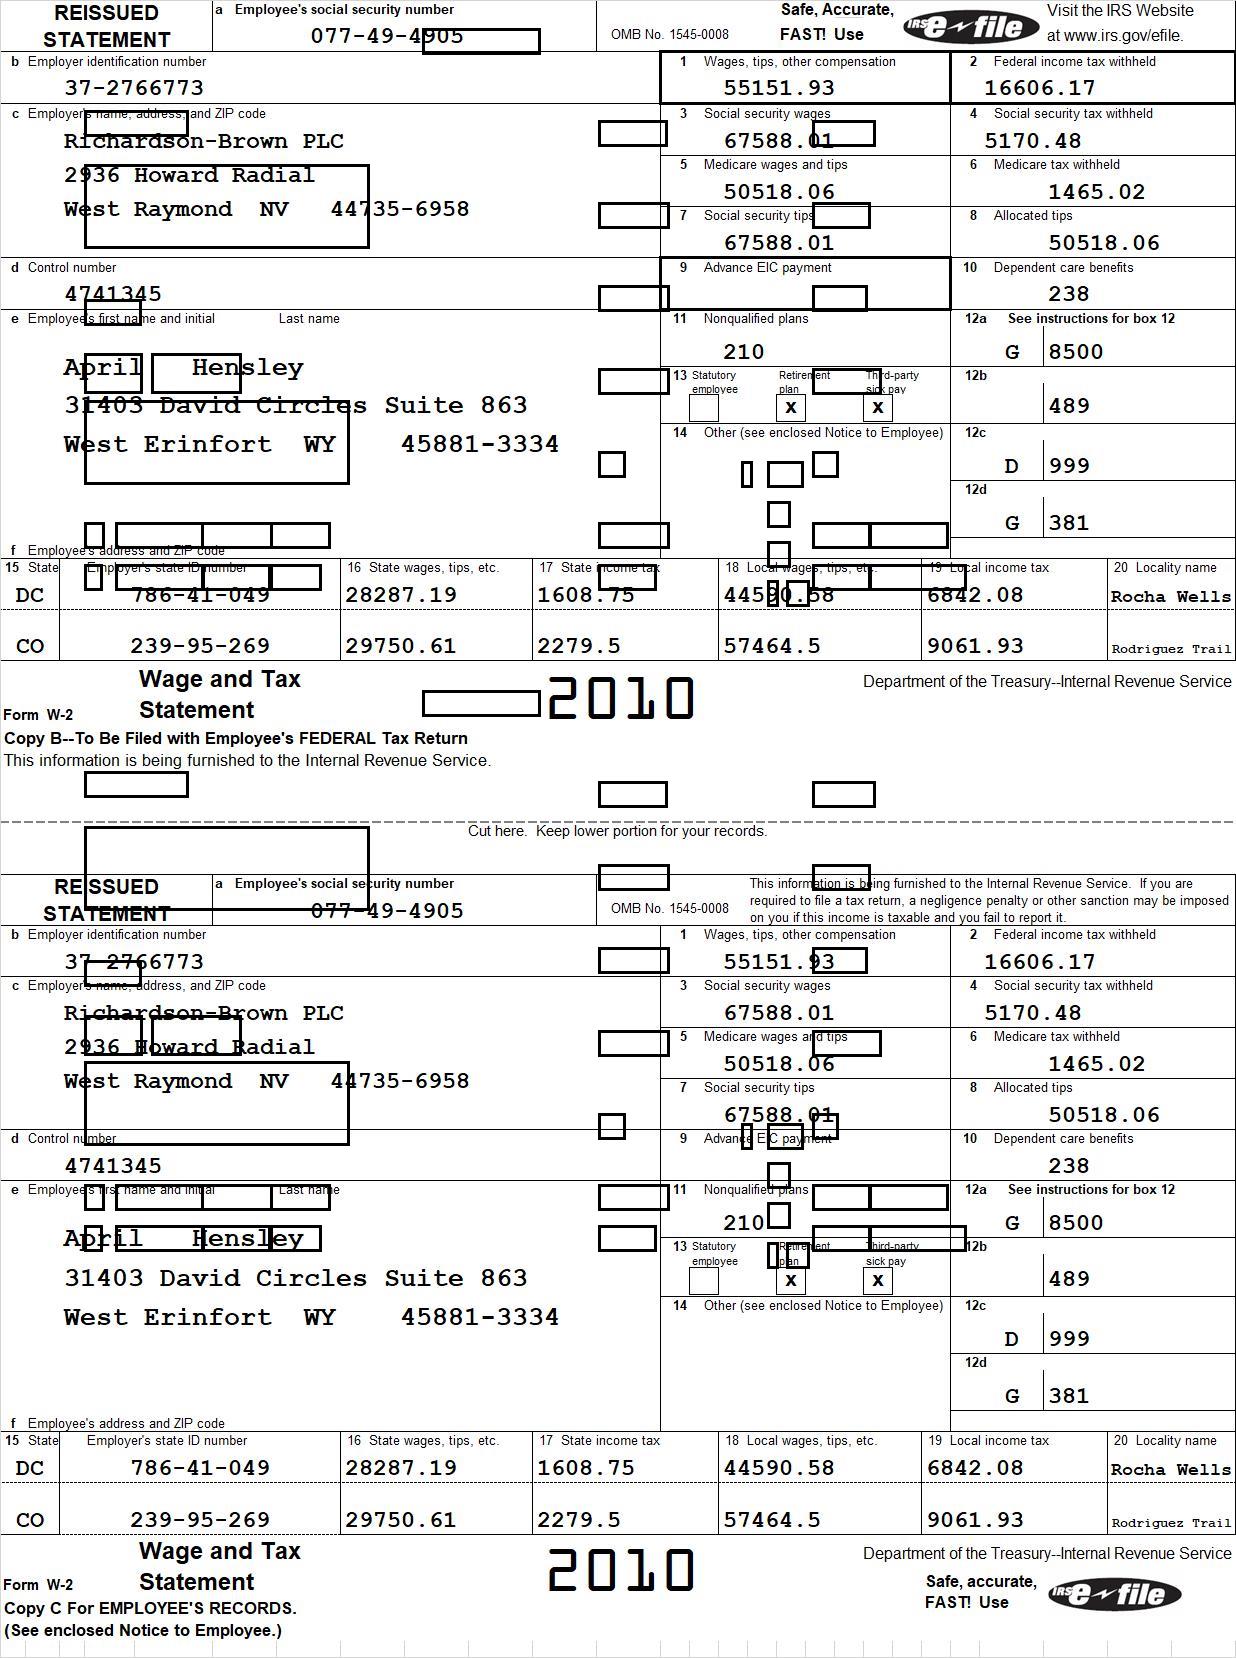 REISSUED STATEMENT
a Employee's social security number
077-49-4905
OMB No. 1545-0008
Safe, Accurate,
FAST! Use
IRS e-file
Visit the IRS Website
at www.irs.gov/efile.
b Employer identification number
37-2766773
1 Wages, tips, other compensation
55151.93
2 Federal income tax withheld
16606.17
c Employer's name, address, and ZIP code
Richardson-Brown PLC
2936 Howard Radial
West Raymond NV 44735-6958
3 Social security wages
67588.01
4 Social security tax withheld
5170.48
5 Medicare wages and tips
50518.06
6 Medicare tax withheld
1465.02
7 Social security tips
67588.01
8 Allocated tips
50518.06
d Control number
4741345
9 Advance EIC payment
10 Dependent care benefits
238
e Employee's first name and initial Last name
April Hensley
31403 David Circles Suite 863
West Erinfort WY 45881-3334
f Employee's address and ZIP code
11 Nonqualified plans
210
12a See instructions for box 12
G 8500
13 Statutory employee Retirement plan Third-party sick pay
X X
12b
489
14 Other (see enclosed Notice to Employee)
12c
D 999
12d
G 381
15 State Employer's state ID number 16 State wages, tips, etc. 17 State income tax 18 Local wages, tips, etc. 19 Local income tax 20 Locality name
DC 786-41-049 28287.19 1608.75 44590.58 6842.08 Rocha Wells
CO 239-95-269 29750.61 2279.5 57464.5 9061.93 Rodriguez Trail
Form W-2
Wage and Tax
Statement
2010
Department of the Treasury--Internal Revenue Service
Copy B--To Be Filed with Employee's FEDERAL Tax Return
This information is being furnished to the Internal Revenue Service.
Cut here. Keep lower portion for your records.
REISSUED STATEMENT
a Employee's social security number
077-49-4905
OMB No. 1545-0008
This information is being furnished to the Internal Revenue Service. If you are
required to file a tax return, a negligence penalty or other sanction may be imposed
on you if this income is taxable and you fail to report it.
b Employer identification number
37-2766773
1 Wages, tips, other compensation
55151.93
2 Federal income tax withheld
16606.17
c Employer's name, address, and ZIP code
Richardson-Brown PLC
2936 Howard Radial
West Raymond NV 44735-6958
3 Social security wages
67588.01
4 Social security tax withheld
5170.48
5 Medicare wages and tips
50518.06
6 Medicare tax withheld
1465.02
7 Social security tips
67588.01
8 Allocated tips
50518.06
d Control number
4741345
9 Advance EIC payment
10 Dependent care benefits
238
e Employee's first name and initial Last name
April Hensley
31403 David Circles Suite 863
West Erinfort WY 45881-3334
f Employee's address and ZIP code
11 Nonqualified plans
210
12a See instructions for box 12
G 8500
13 Statutory employee Retirement plan Third-party sick pay
X X
12b
489
14 Other (see enclosed Notice to Employee)
12c
D 999
12d
G 381
15 State Employer's state ID number 16 State wages, tips, etc. 17 State income tax 18 Local wages, tips, etc. 19 Local income tax 20 Locality name
DC 786-41-049 28287.19 1608.75 44590.58 6842.08 Rocha Wells
CO 239-95-269 29750.61 2279.5 57464.5 9061.93 Rodriguez Trail
Form W-2
Wage and Tax
Statement
2010
Department of the Treasury--Internal Revenue Service
Safe, accurate,
FAST! Use
IRS e-file
Copy C For EMPLOYEE'S RECORDS.
(See enclosed Notice to Employee.)